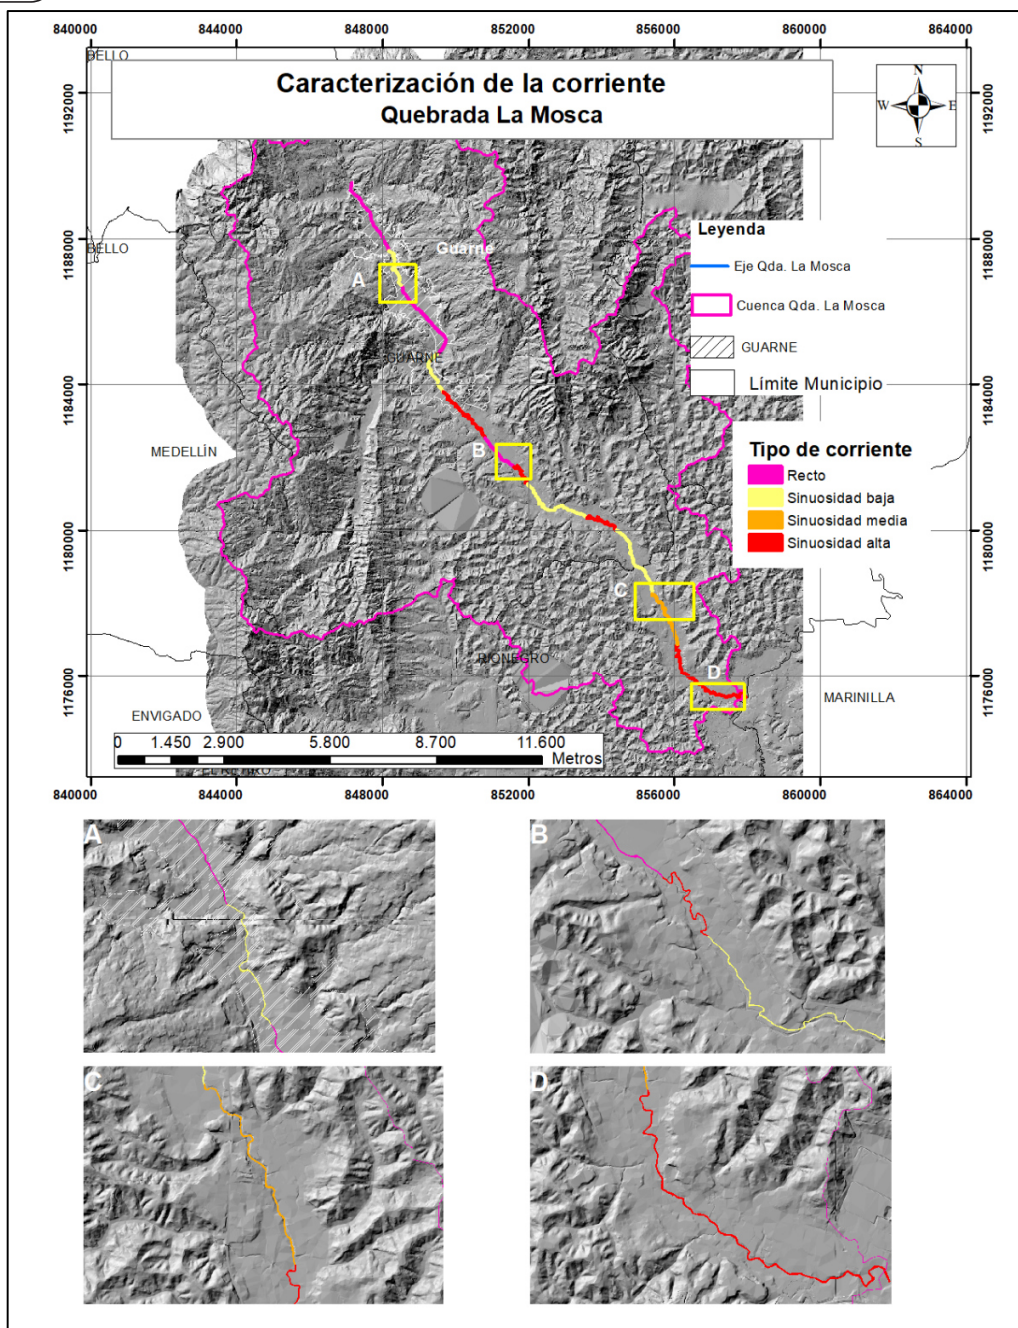 840000 844000 848000 852000 856000 860000 864000
BELLO
Caracterización de la corriente
Quebrada La Mosca
N
W E
S
1192000 1192000
1188000 1188000
BELLO
Guarne
Leyenda
Eje Qda. La Mosca
Cuenca Qda. La Mosca
GUARNE
Límite Municipio
A
GUARNE
1184000 1184000
MEDELLÍN
B
Tipo de corriente
Recto
Sinuosidad baja
Sinuosidad media
Sinuosidad alta
1180000 1180000
C
RIONEGRO
D
1176000 1176000
MARINILLA
ENVIGADO
0 1.450 2.900 5.800 8.700 11.600
Metros
840000 844000 848000 852000 856000 860000 864000
A
B
C
D